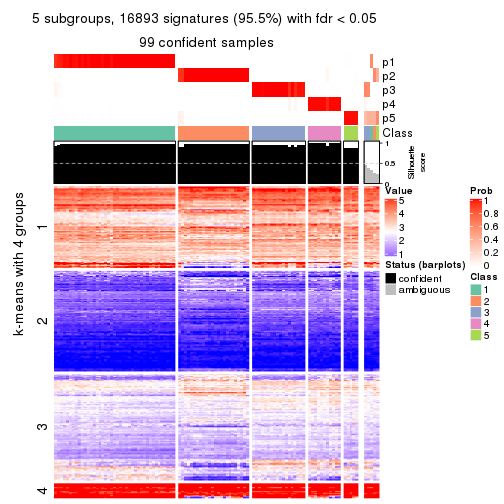 5 subgroups, 16893 signatures (95.5%) with fdr < 0.05
99 confident samples
p1
p2
p3
p4
p5
Class
1
0.5
0
Silhouette
score
k-means with 4 groups
1
2
3
4
Value
5
4
3
2
1
Status (barplots)
confident
ambiguous
Prob
1
0.8
0.6
0.4
0.2
0
Class
1
2
3
4
5